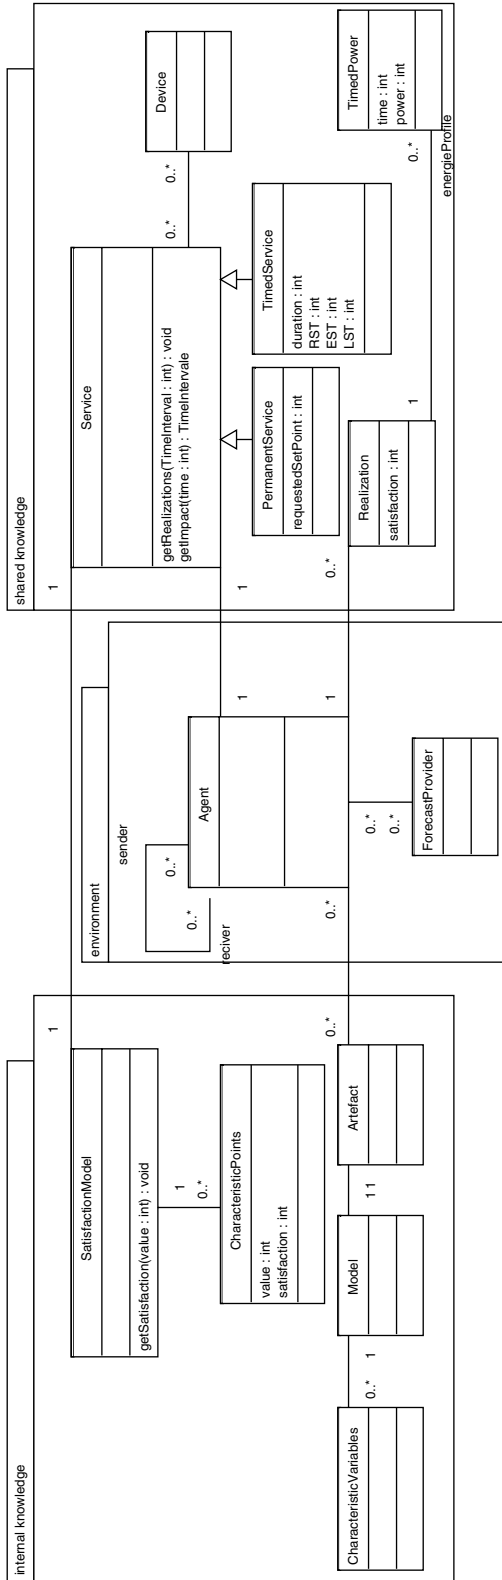 internal knowledge
SatisfactionModel
getSatisfaction(value : int) : void
1
1
0..*
CharacteristicPoints
value : int
satisfaction : int
CharacteristicVariables
0..*
1
Model
1 1
Artefact
0..*
environment
sender
0..*
0..*
reciver
Agent
1
1
0..*
0..*
0..*
ForecastProvider
shared knowledge
1
Service
getRealizations(TimeInterval : int) : void
getImpact(time : int) : TimeIntervale
1
0..*
0..*
Device
PermanentService
requestedSetPoint : int
TimedService
duration : int
RST : int
EST : int
LST : int
0..*
Realization
satisfaction : int
1
0..*
energieProfile
TimedPower
time : int
power : int